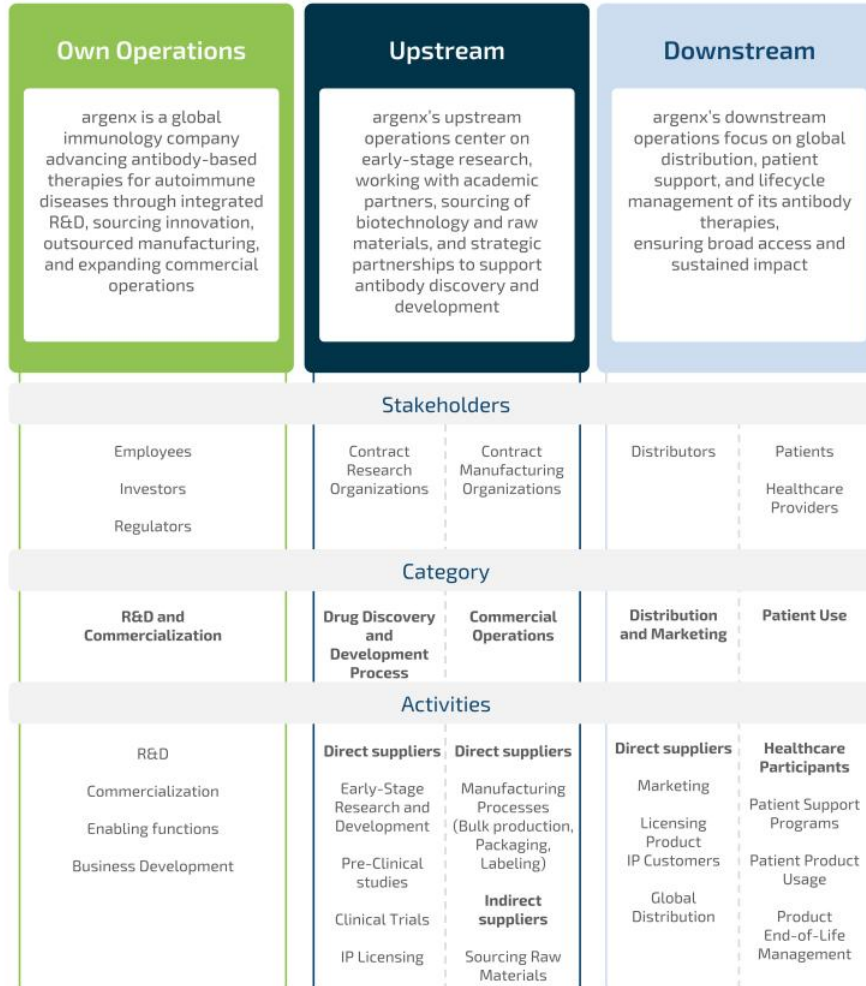 Own Operations
argenx is a global
immunology company
advancing antibody-based
therapies for autoimmune
diseases through integrated
R&D, sourcing innovation,
outsourced manufacturing,
and expanding commercial
operations
Upstream
argenx's upstream
operations center on
early-stage research,
working with academic
partners, sourcing of
biotechnology and raw
materials, and strategic
partnerships to support
antibody discovery and
development
Downstream
argenx's downstream
operations focus on global
distribution, patient
support, and lifecycle
management of its antibody
therapies,
ensuring broad access and
sustained impact
Stakeholders
Employees
Investors
Regulators
Contract
Research
Organizations
Contract
Manufacturing
Organizations
Distributors
Patients
Healthcare
Providers
Category
R&D and
Commercialization
Drug Discovery
and
Development
Process
Commercial
Operations
Distribution
and Marketing
Patient Use
Activities
R&D
Commercialization
Enabling functions
Business Development
Direct suppliers
Early-Stage
Research and
Development
Pre-Clinical
studies
Clinical Trials
IP Licensing
Direct suppliers
Manufacturing
Processes
(Bulk production,
Packaging,
Labeling)
Indirect
suppliers
Sourcing Raw
Materials
Direct suppliers
Marketing
Licensing
Product
IP Customers
Global
Distribution
Healthcare
Participants
Patient Support
Programs
Patient Product
Usage
Product
End-of-Life
Management